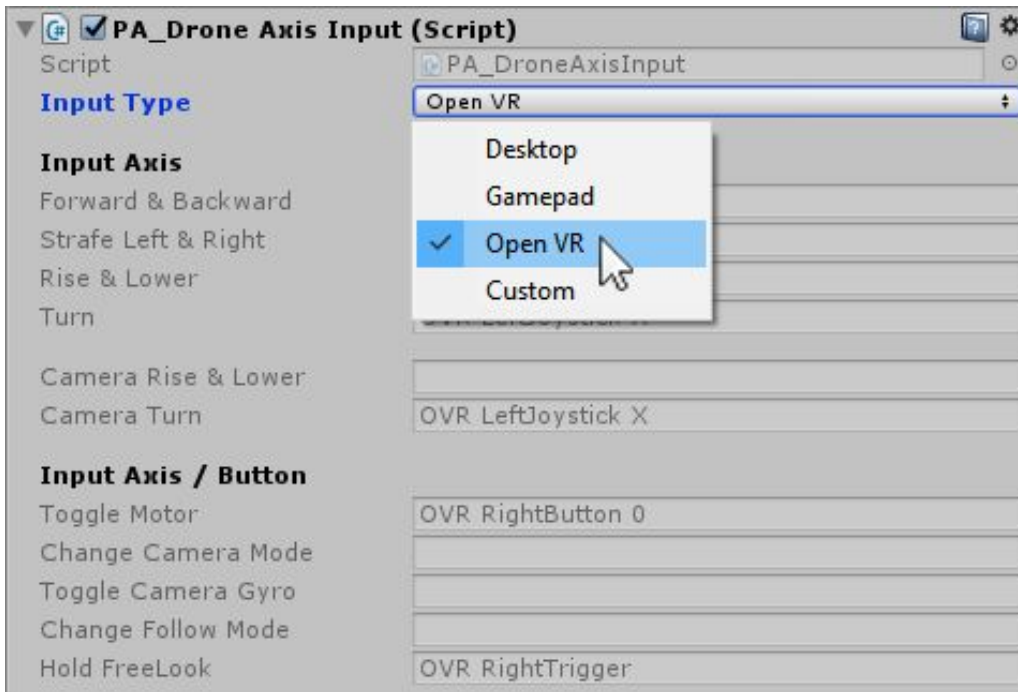 PA_Drone Axis Input (Script)
Script PA_DroneAxisInput
Input Type Open VR
Desktop
Input Axis
Forward & Backward Gamepad
Strafe Left & Right Open VR
Rise & Lower Custom
Turn
Camera Rise & Lower
Camera Turn OVR LeftJoystick X
Input Axis / Button
Toggle Motor OVR RightButton 0
Change Camera Mode
Toggle Camera Gyro
Change Follow Mode
Hold FreeLook OVR RightTrigger